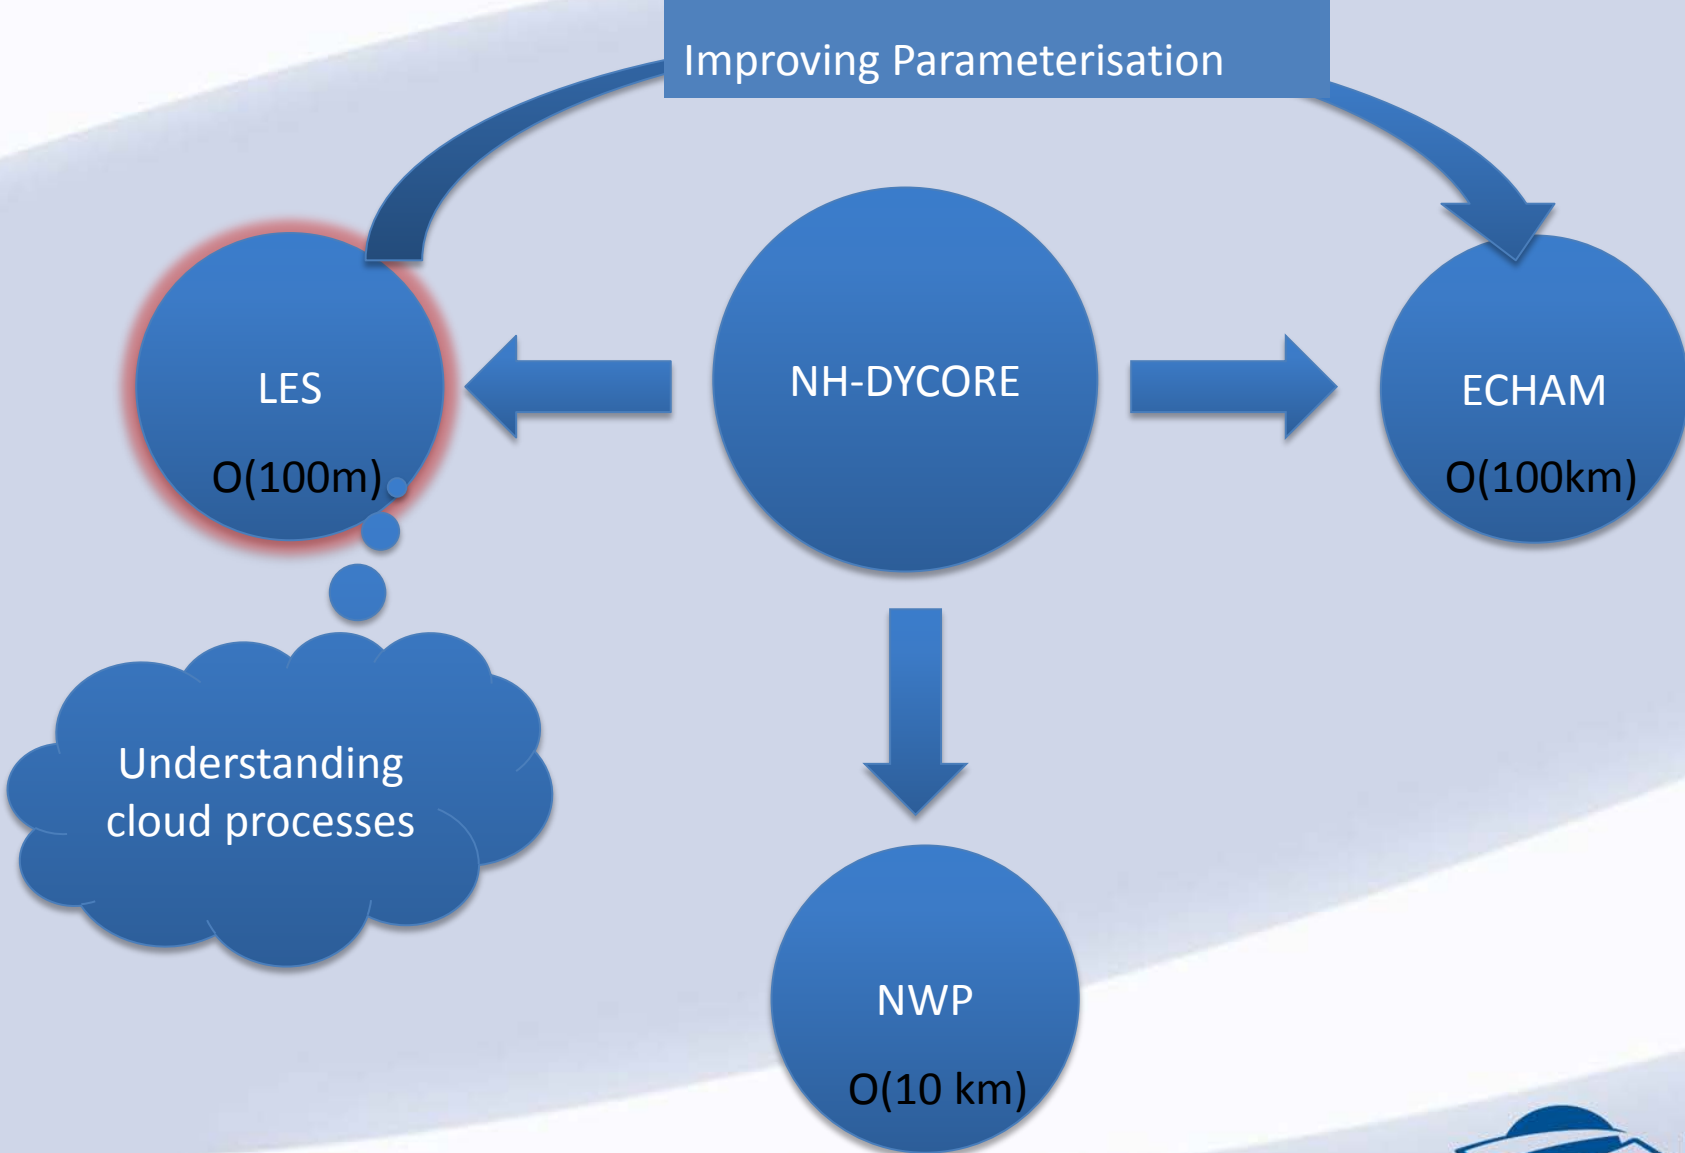 Improving Parameterisation
LES
O(100m)
NH-DYCORE
ECHAM
O(100km)
Understanding
cloud processes
NWP
O(10 km)